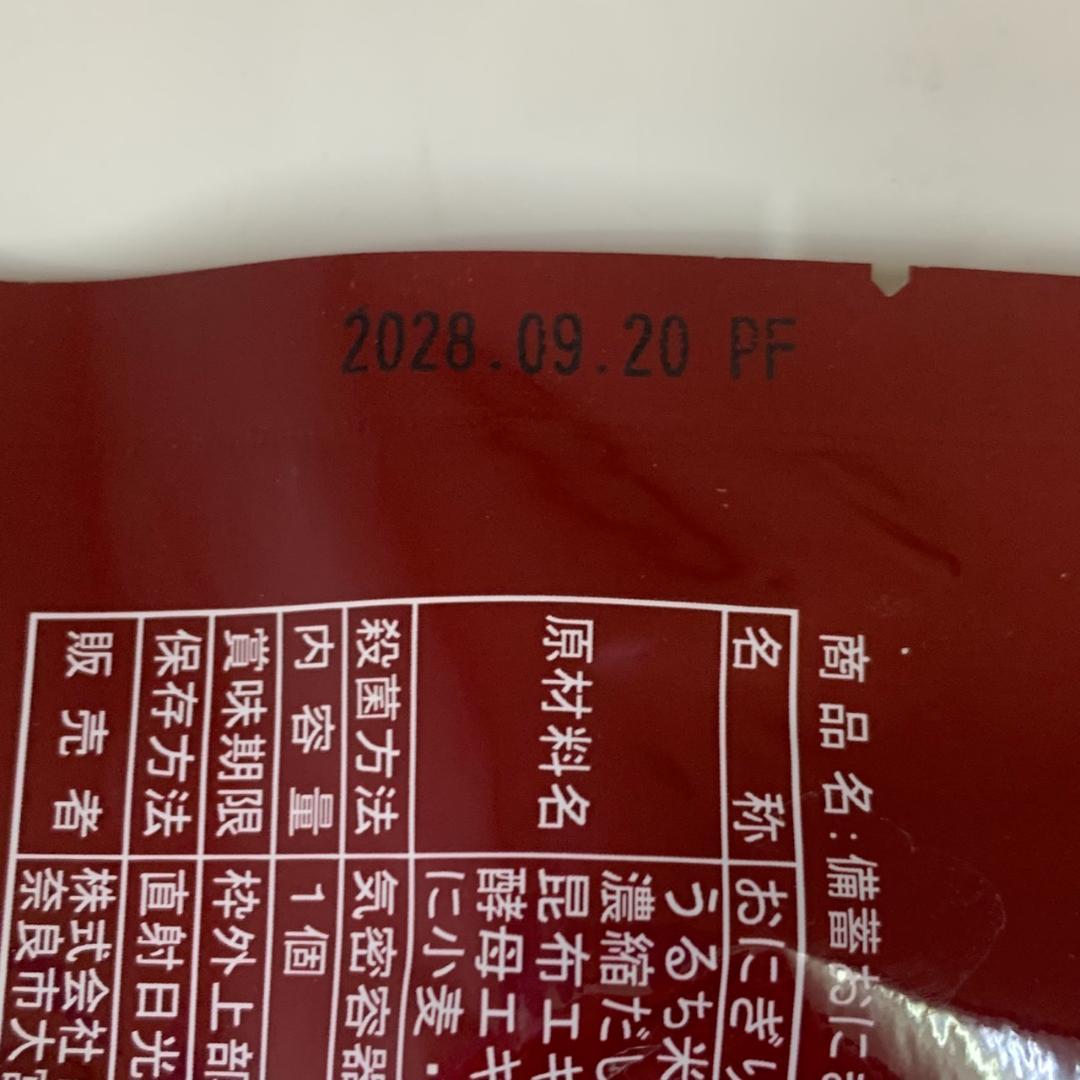 2028.09.20 PF
商品名:備蓄おに
名称 おにぎり
原材料名 うるち米
濃縮だし
昆布エキ
酵母エキ
に小麦・
殺菌方法 気密容器
内容量 1個
賞味期限 枠外上部
保存方法 直射日光
販売者 株式会社
奈良市大